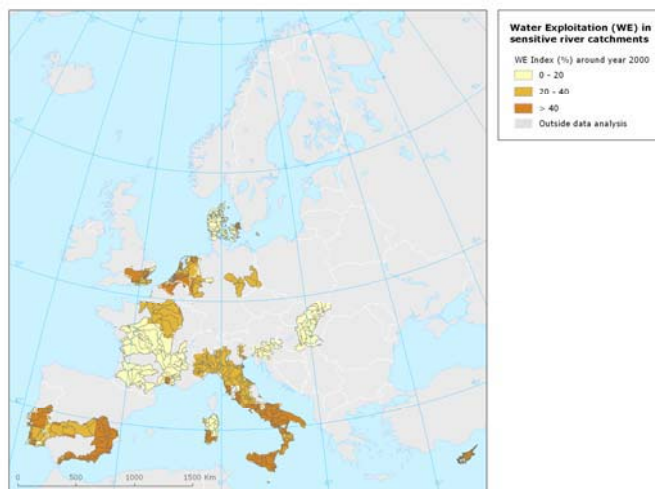 Water Exploitation (WE) in
sensitive river catchments
WE Index (%) around year 2000
0 - 20
20 - 40
> 40
Outside data analysis
0 500 1000 1500 Km